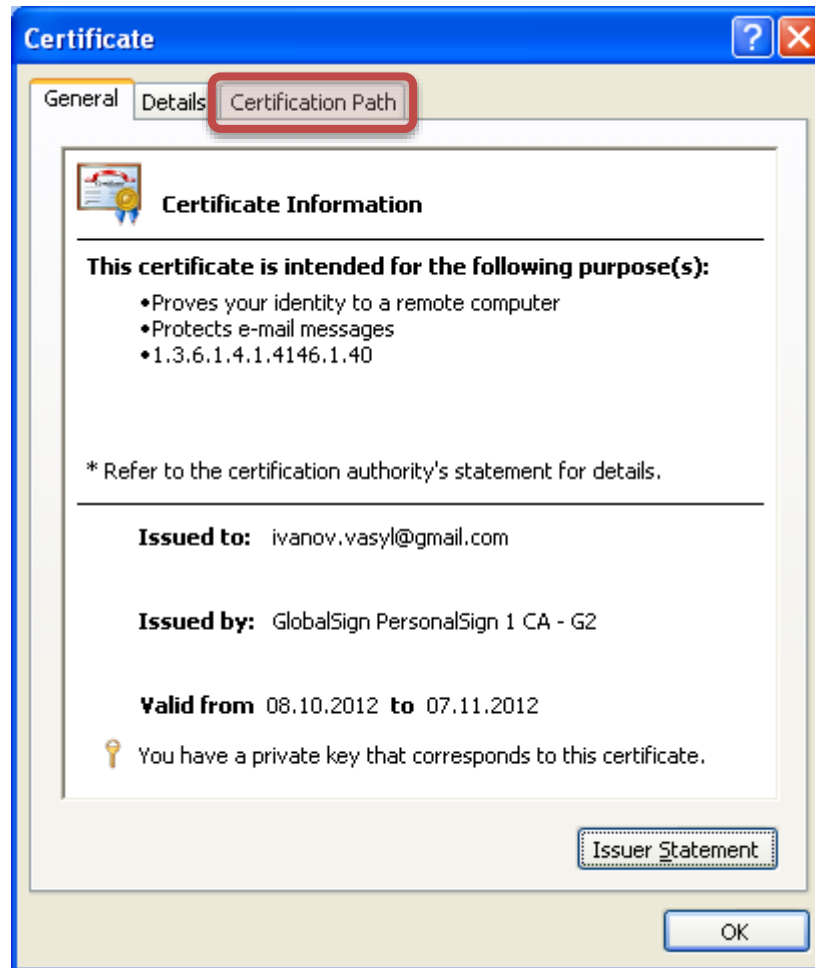 Certificate
General Details Certification Path
Certificate Information
This certificate is intended for the following purpose(s):
•Proves your identity to a remote computer
•Protects e-mail messages
•1.3.6.1.4.1.4146.1.40
* Refer to the certification authority's statement for details.
Issued to: ivanov.vasyl@gmail.com
Issued by: GlobalSign PersonalSign 1 CA - G2
Valid from 08.10.2012 to 07.11.2012
You have a private key that corresponds to this certificate.
Issuer Statement
OK